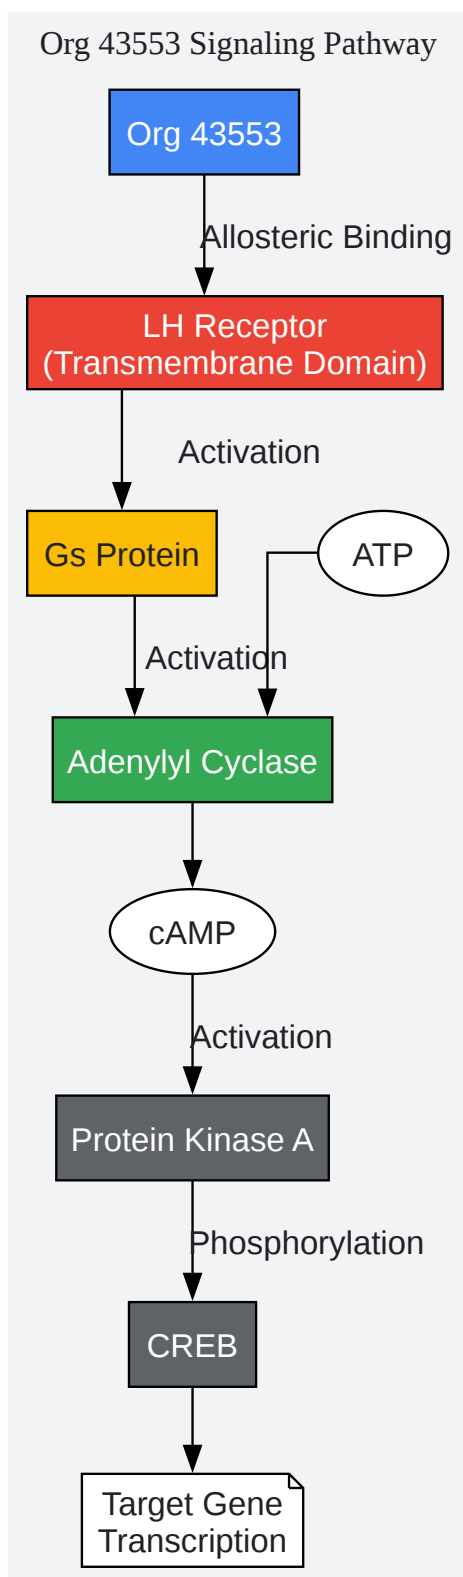 Org 43553 Signaling Pathway
Org 43553
Allosteric Binding
LH Receptor
(Transmembrane Domain)
Activation
Gs Protein
ATP
Activation
Adenylyl Cyclase
cAMP
Activation
Protein Kinase A
Phosphorylation
CREB
Target Gene
Transcription